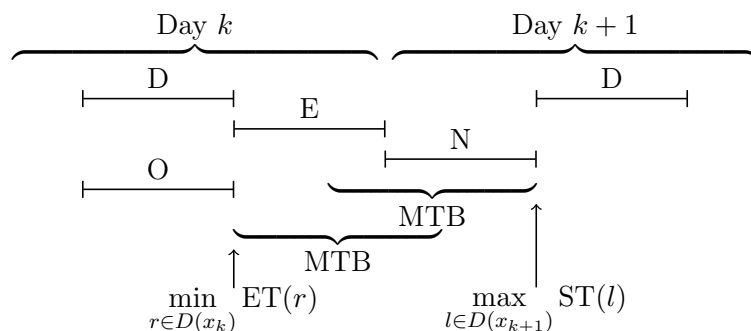 Day k Day k + 1
D D
E
N
O
MTB
MTB
min ET(r) max ST(l)
r∈D(x_k) l∈D(x_{k+1})